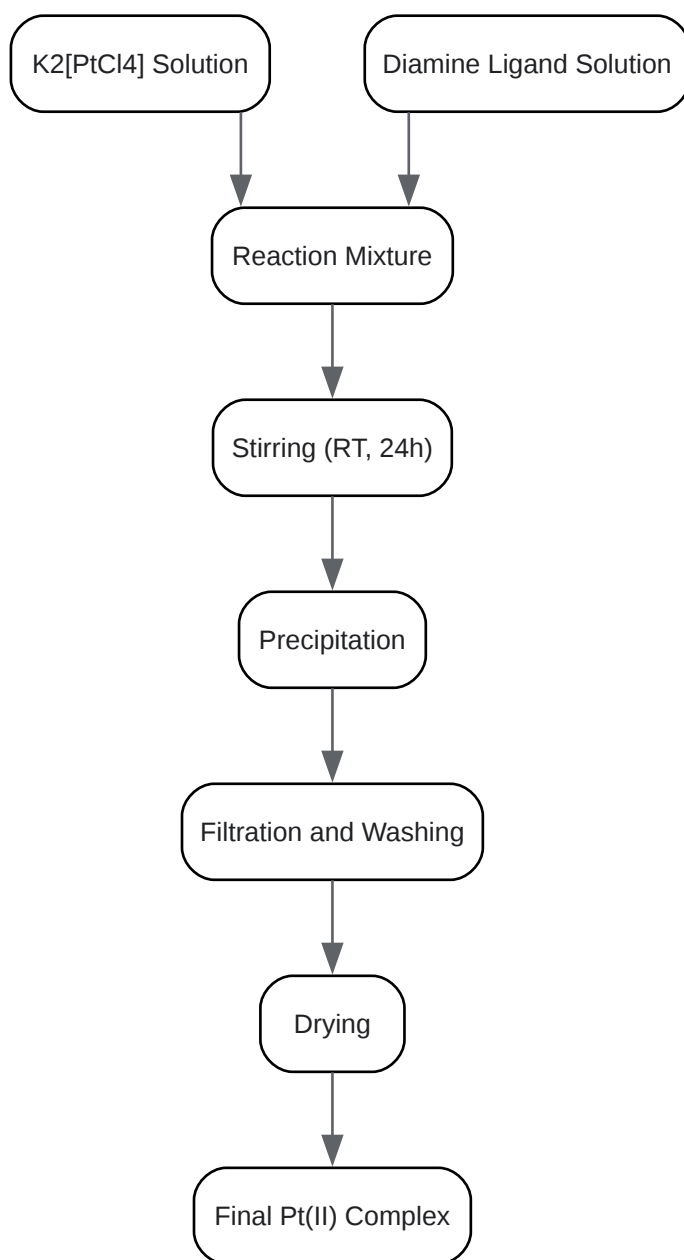 K2[PtCl4] Solution
Diamine Ligand Solution
Reaction Mixture
Stirring (RT, 24h)
Precipitation
Filtration and Washing
Drying
Final Pt(II) Complex